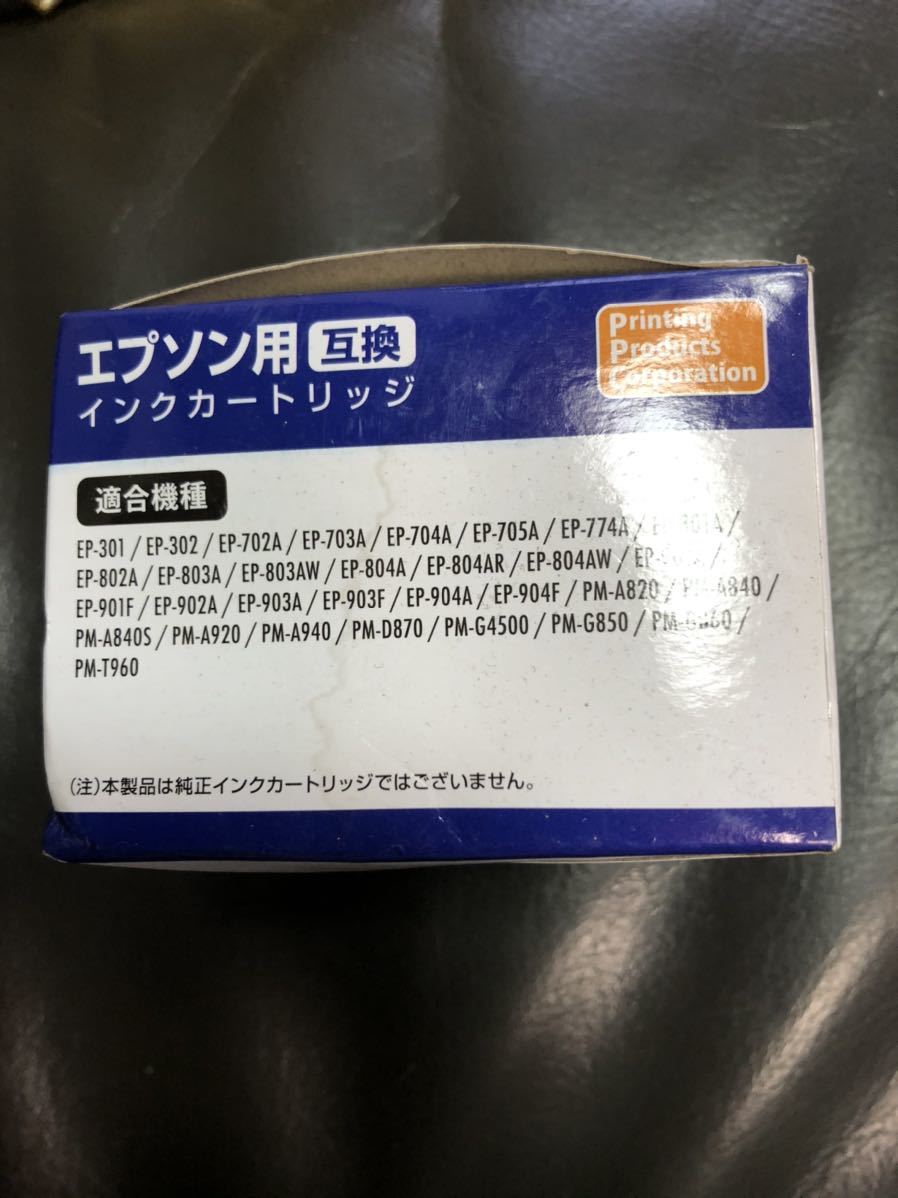 エプソン用 互換
インクカートリッジ
Printing
Products
Corporation
適合機種
EP-301 / EP-302 / EP-702A / EP-703A / EP-704A / EP-705A / EP-774A /
EP-802A / EP-803A / EP-803AW / EP-804A / EP-804AR / EP-804AW /
EP-901F / EP-902A / EP-903A / EP-903F / EP-904A / EP-904F / PM-A820 / PM-A840 /
PM-A840S / PM-A920 / PM-A940 / PM-D870 / PM-G4500 / PM-G850 /
PM-T960
(注)本製品は純正インクカートリッジではございません。